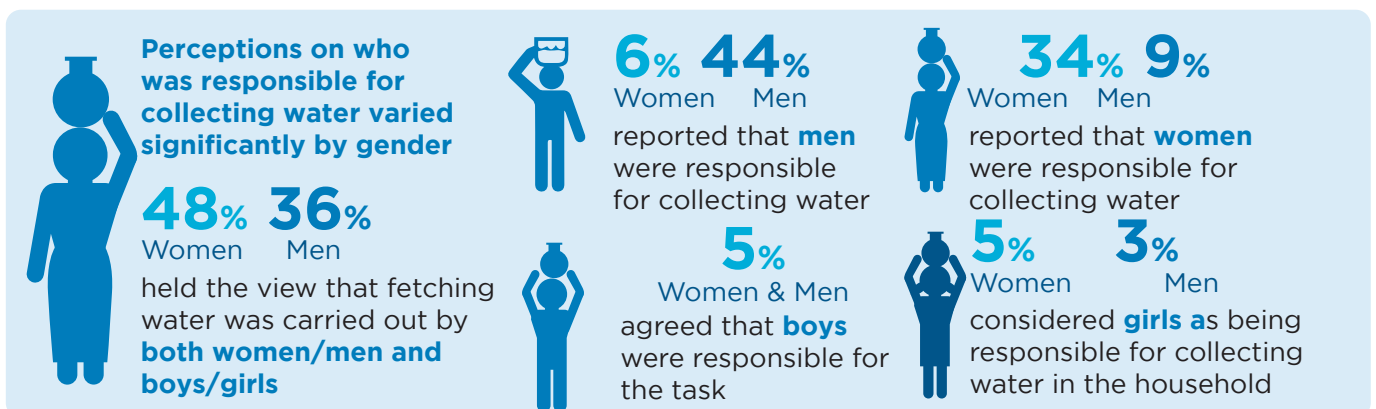 Perceptions on who
was responsible for
collecting water varied
significantly by gender
48% 36%
Women Men
held the view that fetching
water was carried out by
both women/men and
boys/girls
6% 44%
Women Men
reported that men
were responsible
for collecting water
34% 9%
Women Men
reported that women
were responsible for
collecting water
5%
Women & Men
agreed that boys
were responsible for
the task
5% 3%
Women Men
considered girls as being
responsible for collecting
water in the household